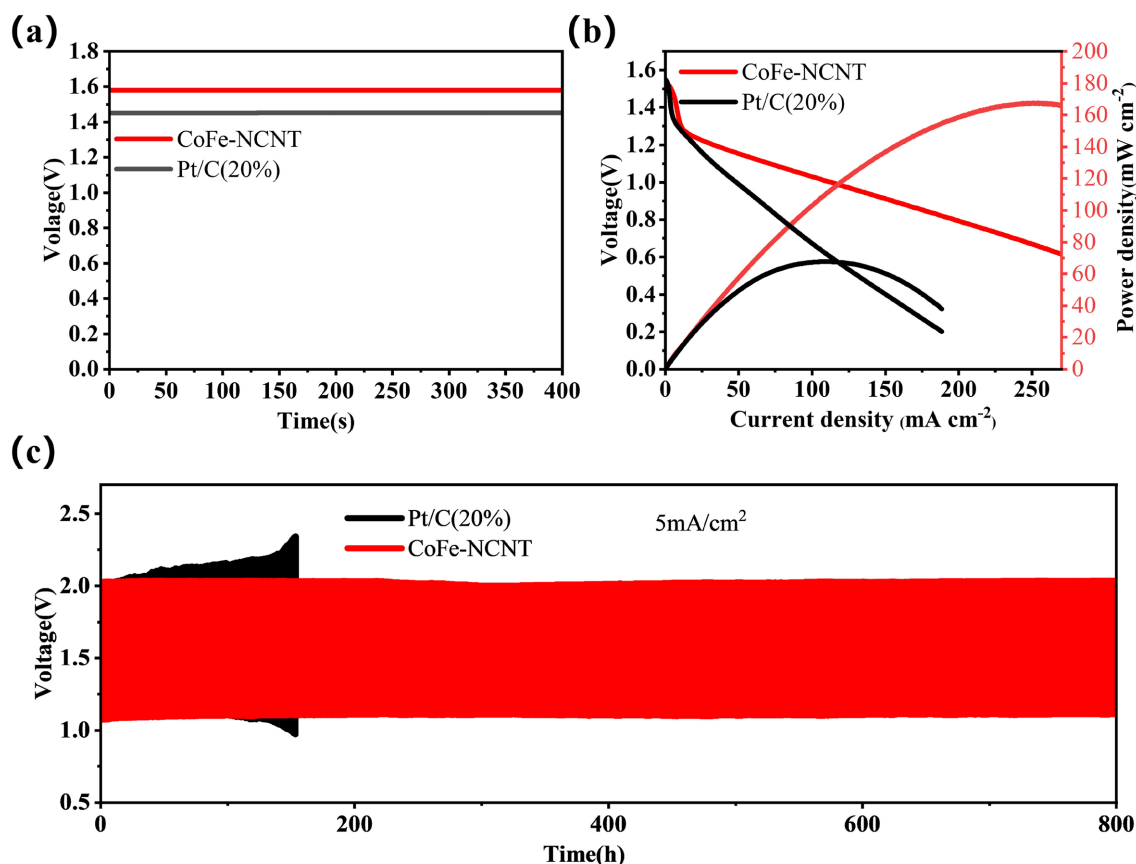 (a)
1.8
1.6
1.4
1.2
1.0
0.8
0.6
0.4
0.2
0.0
Volage(V)
CoFe-NCNT
Pt/C(20%)
0 50 100 150 200 250 300 350 400
Time(s)
(b)
1.6
1.4
1.2
1.0
0.8
0.6
0.4
0.2
0.0
Voltage(V)
CoFe-NCNT
Pt/C(20%)
200
180
160
140
120
100
80
60
40
20
0
Power density(mW cm-2)
0 50 100 150 200 250
Current density (mA cm-2)
(c)
2.5
2.0
1.5
1.0
0.5
Voltage(V)
Pt/C(20%)
CoFe-NCNT
5mA/cm2
0 200 400 600 800
Time(h)